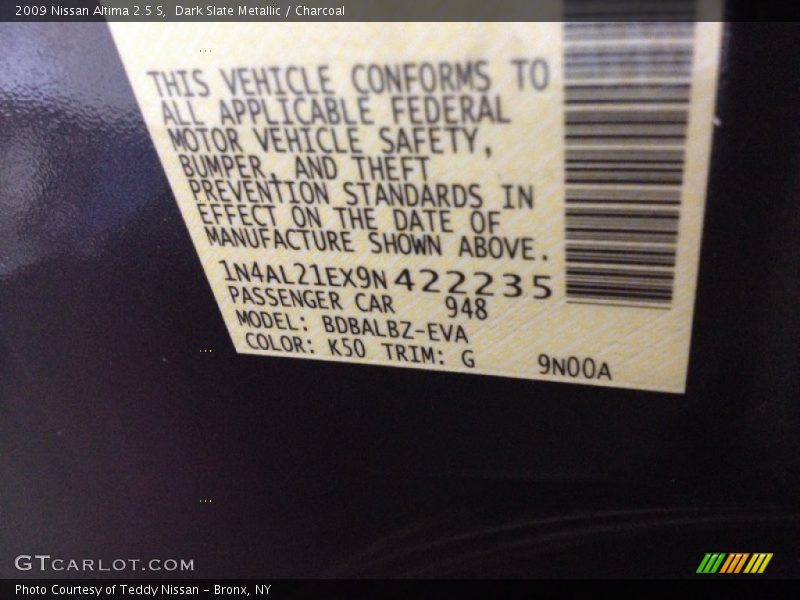 2009 Nissan Altima 2.5 S,  Dark Slate Metallic / Charcoal
THIS VEHICLE CONFORMS TO
ALL APPLICABLE FEDERAL
MOTOR VEHICLE SAFETY,
BUMPER, AND THEFT
PREVENTION STANDARDS IN
EFFECT ON THE DATE OF
MANUFACTURE SHOWN ABOVE.
1N4AL21EX9N422235
PASSENGER CAR 948
MODEL: BDBALBZ-EVA
COLOR: K50 TRIM: G 9N00A
GTCARLOT.COM
Photo Courtesy of Teddy Nissan - Bronx, NY